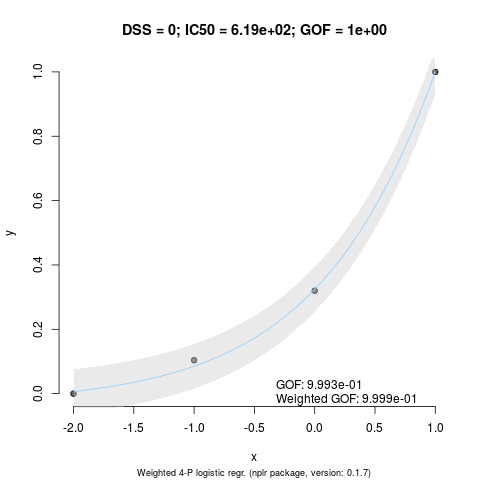 DSS = 0; IC50 = 6.19e+02; GOF = 1e+00
1.0
0.8
0.6
y
0.4
0.2
0.0
GOF: 9.993e-01
Weighted GOF: 9.999e-01
-2.0 -1.5 -1.0 -0.5 0.0 0.5 1.0
x
Weighted 4-P logistic regr. (nplr package, version: 0.1.7)